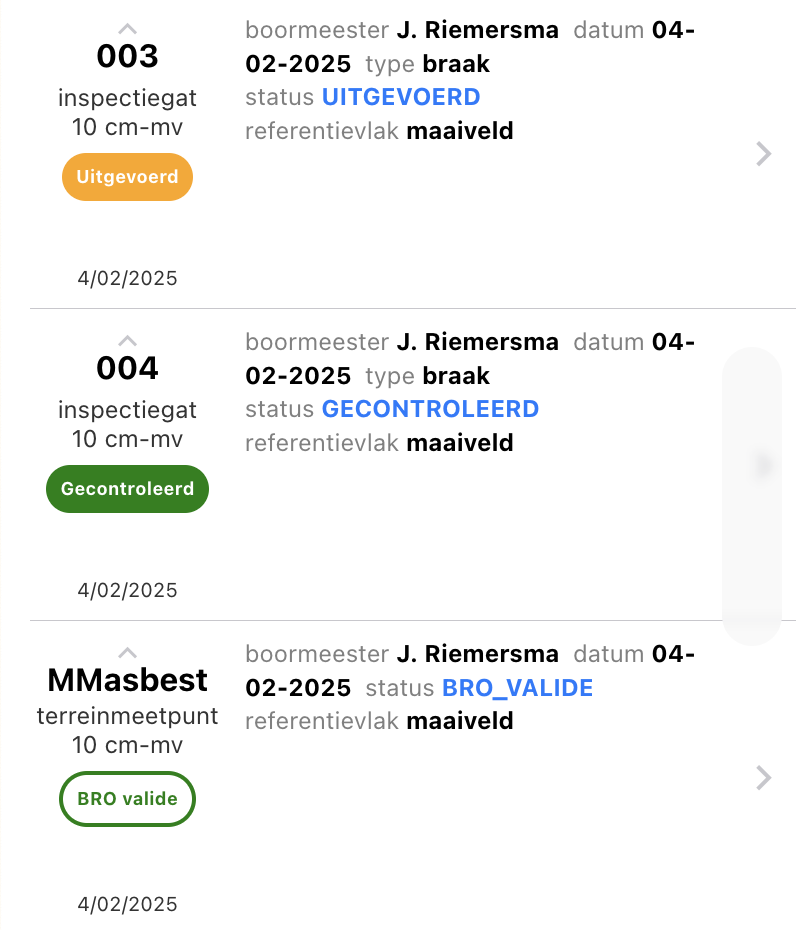 003
inspectiegat
10 cm-mv
Uitgevoerd
4/02/2025
boormeester J. Riemersma datum 04-
02-2025 type braak
status UITGEVOERD
referentievlak maaiveld
004
inspectiegat
10 cm-mv
Gecontroleerd
4/02/2025
boormeester J. Riemersma datum 04-
02-2025 type braak
status GECONTROLEERD
referentievlak maaiveld
MMasbest
terreinmeetpunt
10 cm-mv
BRO valide
4/02/2025
boormeester J. Riemersma datum 04-
02-2025 status BRO_VALIDE
referentievlak maaiveld